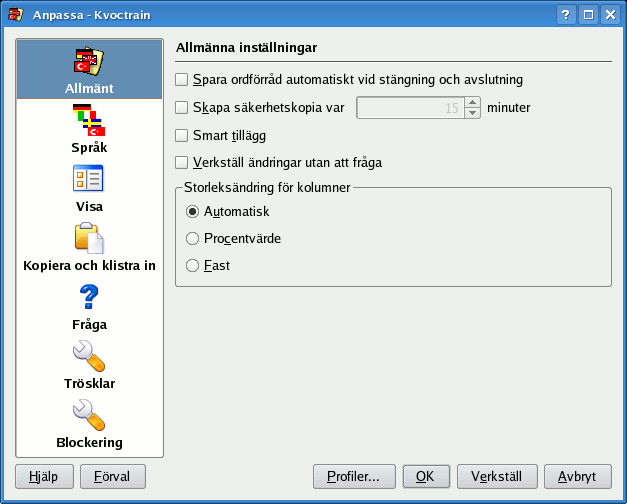 Anpassa - Kvoctrain
Allmänt
Språk
Visa
Kopiera och klistra in
Fråga
Trösklar
Blockering
Allmänna inställningar
Spara ordförråd automatiskt vid stängning och avslutning
Skapa säkerhetskopia var 15 minuter
Smart tillägg
Verkställ ändringar utan att fråga
Storleksändring för kolumner
Automatisk
Procentvärde
Fast
Hjälp Förval Profiler... OK Verkställ Avbryt